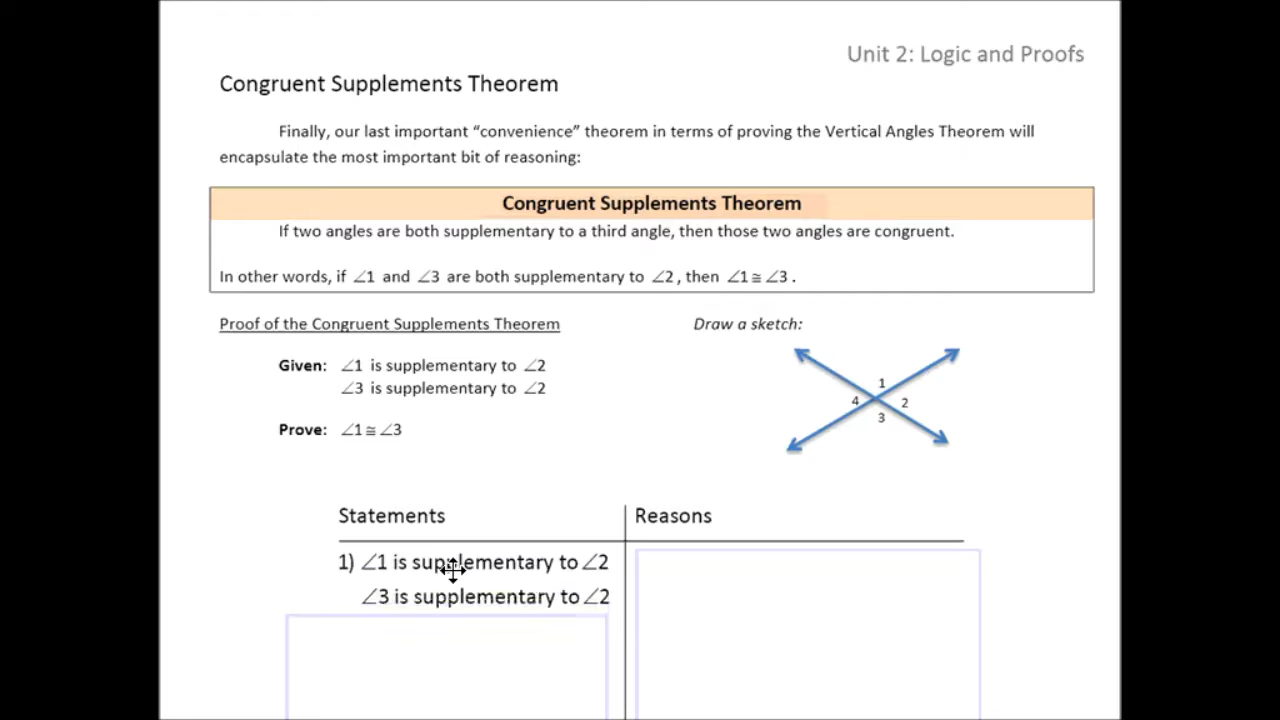 Unit 2: Logic and Proofs
Congruent Supplements Theorem
Finally, our last important “convenience” theorem in terms of proving the Vertical Angles Theorem will
encapsulate the most important bit of reasoning:
Congruent Supplements Theorem
If two angles are both supplementary to a third angle, then those two angles are congruent.
In other words, if ∠1 and ∠3 are both supplementary to ∠2, then ∠1≅∠3.
Proof of the Congruent Supplements Theorem
Draw a sketch:
Given: ∠1 is supplementary to ∠2
∠3 is supplementary to ∠2
Prove: ∠1≅∠3
1
4 2
3
Statements Reasons
1) ∠1 is supplementary to ∠2
∠3 is supplementary to ∠2